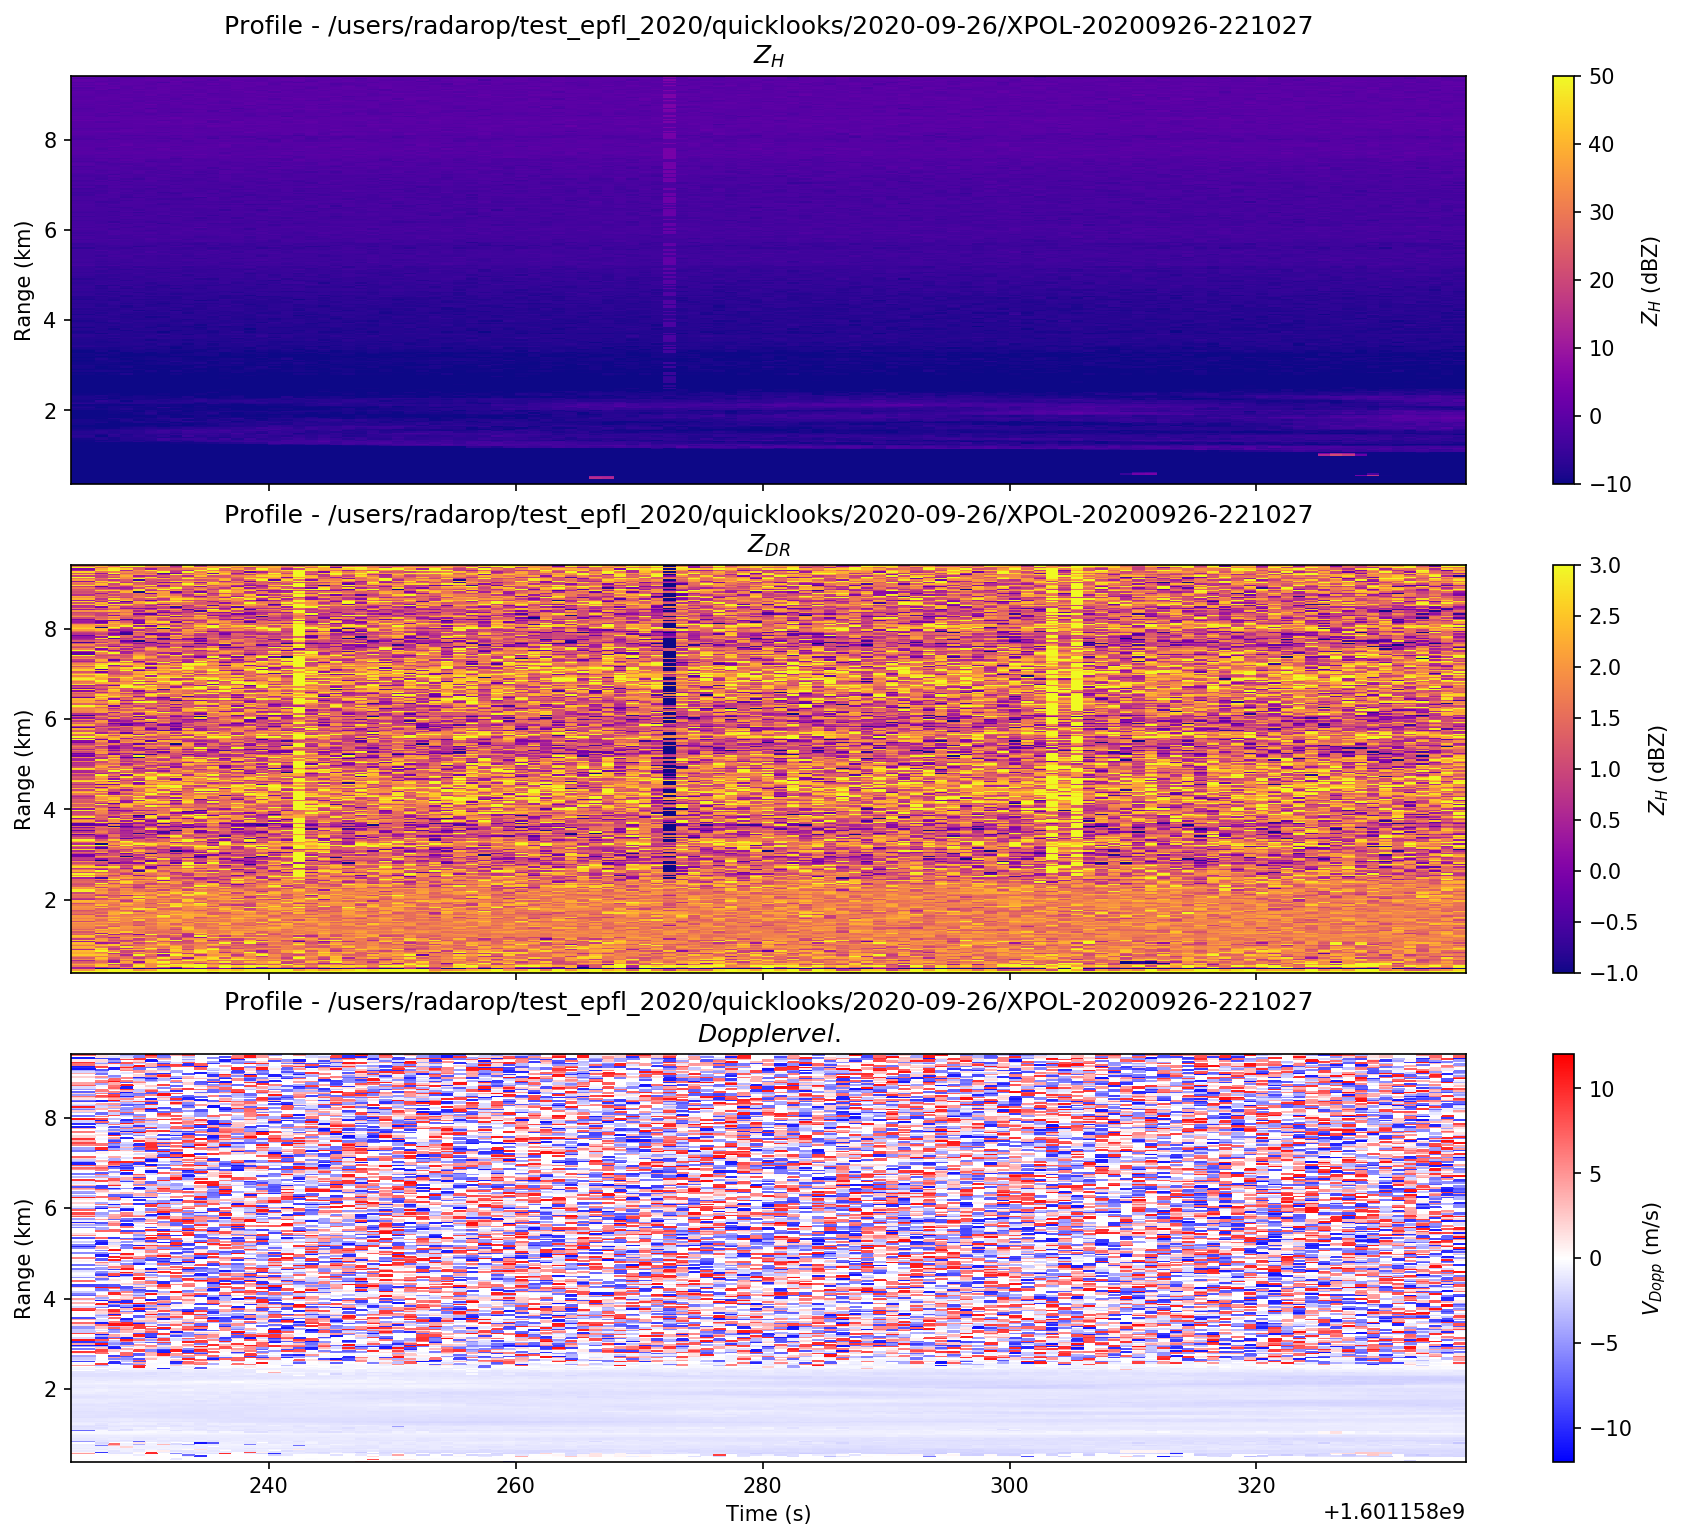 Profile - /users/radarop/test_epfl_2020/quicklooks/2020-09-26/XPOL-20200926-221027
Z_H
8
6
4
2
Range (km)
50
40
30
20
10
0
−10
Z_H (dBZ)
Profile - /users/radarop/test_epfl_2020/quicklooks/2020-09-26/XPOL-20200926-221027
Z_DR
8
6
4
2
Range (km)
3.0
2.5
2.0
1.5
1.0
0.5
0.0
−0.5
−1.0
Z_H (dBZ)
Profile - /users/radarop/test_epfl_2020/quicklooks/2020-09-26/XPOL-20200926-221027
Dopplervel.
8
6
4
2
Range (km)
10
5
0
−5
−10
V_Dopp (m/s)
240 260 280 300 320
Time (s)
+1.601158e9